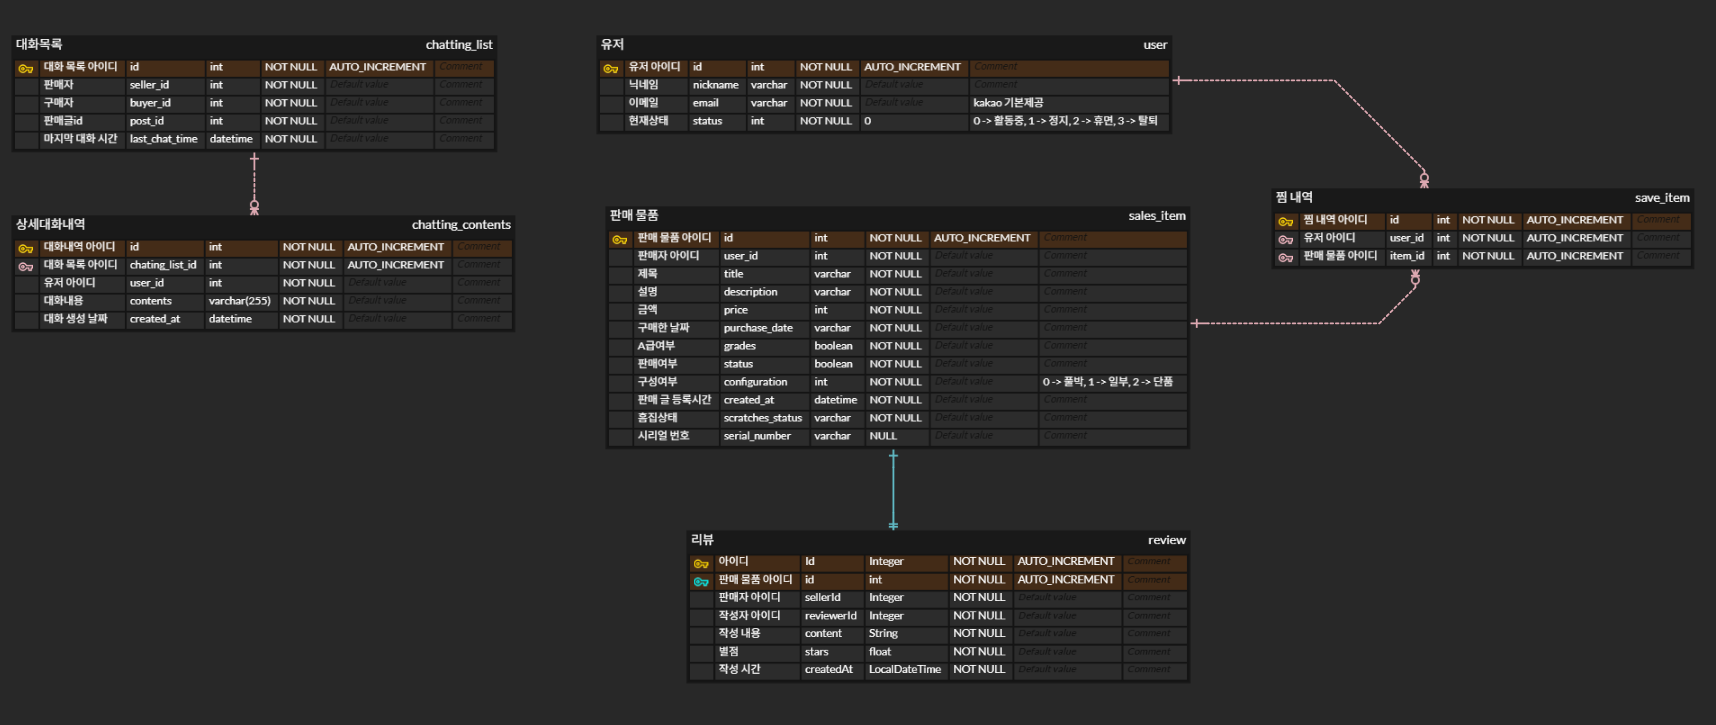 대화목록 chatting_list
대화 목록 아이디 id int NOT NULL AUTO_INCREMENT Comment
판매자 seller_id int NOT NULL Default value Comment
구매자 buyer_id int NOT NULL Default value Comment
판매글id post_id int NOT NULL Default value Comment
마지막 대화 시간 last_chat_time datetime NOT NULL Default value Comment
상세대화내역 chatting_contents
대화내역 아이디 id int NOT NULL AUTO_INCREMENT Comment
대화 목록 아이디 chating_list_id int NOT NULL AUTO_INCREMENT Comment
유저 아이디 user_id int NOT NULL Default value Comment
대화내용 contents varchar(255) NOT NULL Default value Comment
대화 생성 날짜 created_at datetime NOT NULL Default value Comment
유저 user
유저 아이디 id int NOT NULL AUTO_INCREMENT Comment
닉네임 nickname varchar NOT NULL Default value Comment
이메일 email varchar NOT NULL Default value kakao 기본제공
현재상태 status int NOT NULL 0 0 -> 활동중, 1 -> 정지, 2 -> 휴면, 3 -> 탈퇴
판매 물품 sales_item
판매 물품 아이디 id int NOT NULL AUTO_INCREMENT Comment
판매자 아이디 user_id int NOT NULL Default value Comment
제목 title varchar NOT NULL Default value Comment
설명 description varchar NOT NULL Default value Comment
금액 price int NOT NULL Default value Comment
구매한 날짜 purchase_date varchar NOT NULL Default value Comment
A급여부 grades boolean NOT NULL Default value Comment
판매여부 status boolean NOT NULL Default value Comment
구성여부 configuration int NOT NULL Default value 0 -> 풀박, 1 -> 일부, 2 -> 단품
판매 글 등록시간 created_at datetime NOT NULL Default value Comment
흠집상태 scratches_status varchar NOT NULL Default value Comment
시리얼 번호 serial_number varchar NULL Default value Comment
찜 내역 save_item
찜 내역 아이디 id int NOT NULL AUTO_INCREMENT Comment
유저 아이디 user_id int NOT NULL AUTO_INCREMENT Comment
판매 물품 아이디 item_id int NOT NULL AUTO_INCREMENT Comment
리뷰 review
아이디 Id Integer NOT NULL AUTO_INCREMENT Comment
판매 물품 아이디 id int NOT NULL AUTO_INCREMENT Comment
판매자 아이디 sellerId Integer NOT NULL Default value Comment
작성자 아이디 reviewerId Integer NOT NULL Default value Comment
작성 내용 content String NOT NULL Default value Comment
별점 stars float NOT NULL Default value Comment
작성 시간 createdAt LocalDateTime NOT NULL Default value Comment